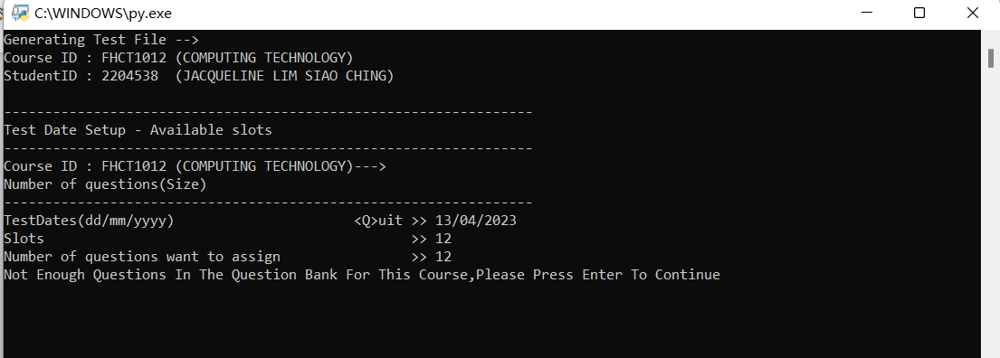 C:\WINDOWS\py.exe
Generating Test File -->
Course ID : FHCT1012 (COMPUTING TECHNOLOGY)
StudentID : 2204538  (JACQUELINE LIM SIAO CHING)
-----------------------------------------------------------------
Test Date Setup - Available slots
-----------------------------------------------------------------
Course ID : FHCT1012 (COMPUTING TECHNOLOGY)--->
Number of questions(Size)
-----------------------------------------------------------------
TestDates(dd/mm/yyyy)                      <Q>uit >> 13/04/2023
Slots                                             >> 12
Number of questions want to assign                >> 12
Not Enough Questions In The Question Bank For This Course,Please Press Enter To Continue